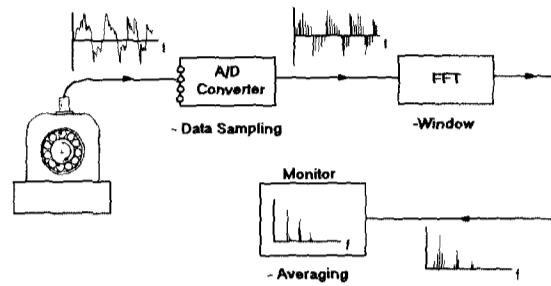 t
t
A/D
Converter
FFT
~ Data Sampling
-Window
Monitor
f
f
- Averaging